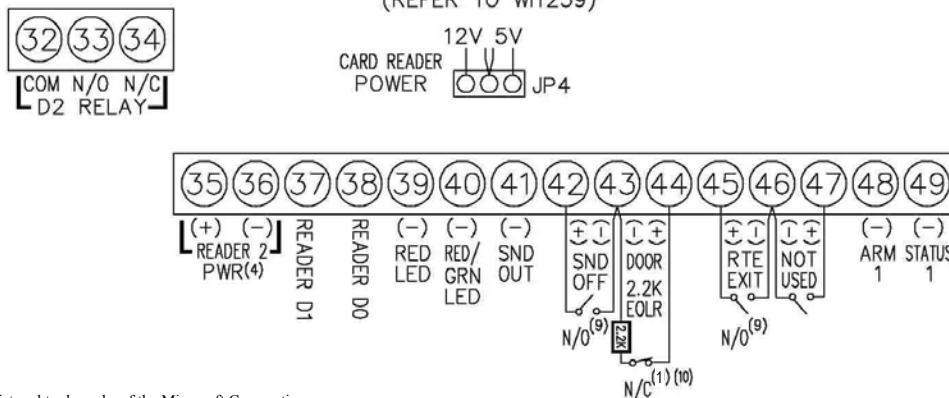 (REFER TO WI1259)
32 33 34
COM N/O N/C
D2 RELAY
12V 5V
CARD READER
POWER
JP4
35 36 37 38 39 40 41 42 43 44 45 46 47 48 49
(+) (-)
READER 2
PWR(4)
READER D1
READER D0
(-)
RED
LED
(-)
RED/
GRN
LED
(-)
SND
OUT
(+) (-)
SND
OFF
N/O(9)
(-) (+)
DOOR
2.2K
EOLR
2.2K
N/C(1)(10)
(+) (-)
RTE
EXIT
N/O(9)
(-) (+)
NOT
USED
(-)
ARM
1
(-)
STATUS
1